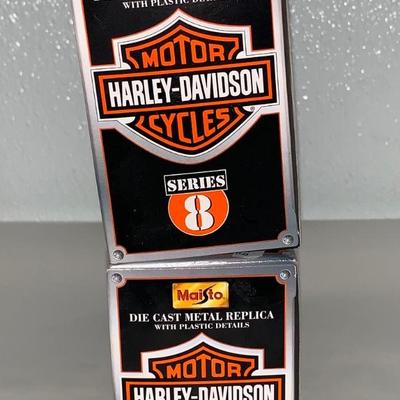 WITH PLASTIC DETAILS
MOTOR
HARLEY-DAVIDSON
CYCLES
SERIES
8
Maisto
DIE CAST METAL REPLICA
WITH PLASTIC DETAILS
MOTOR
HARLEY-DAVIDSON